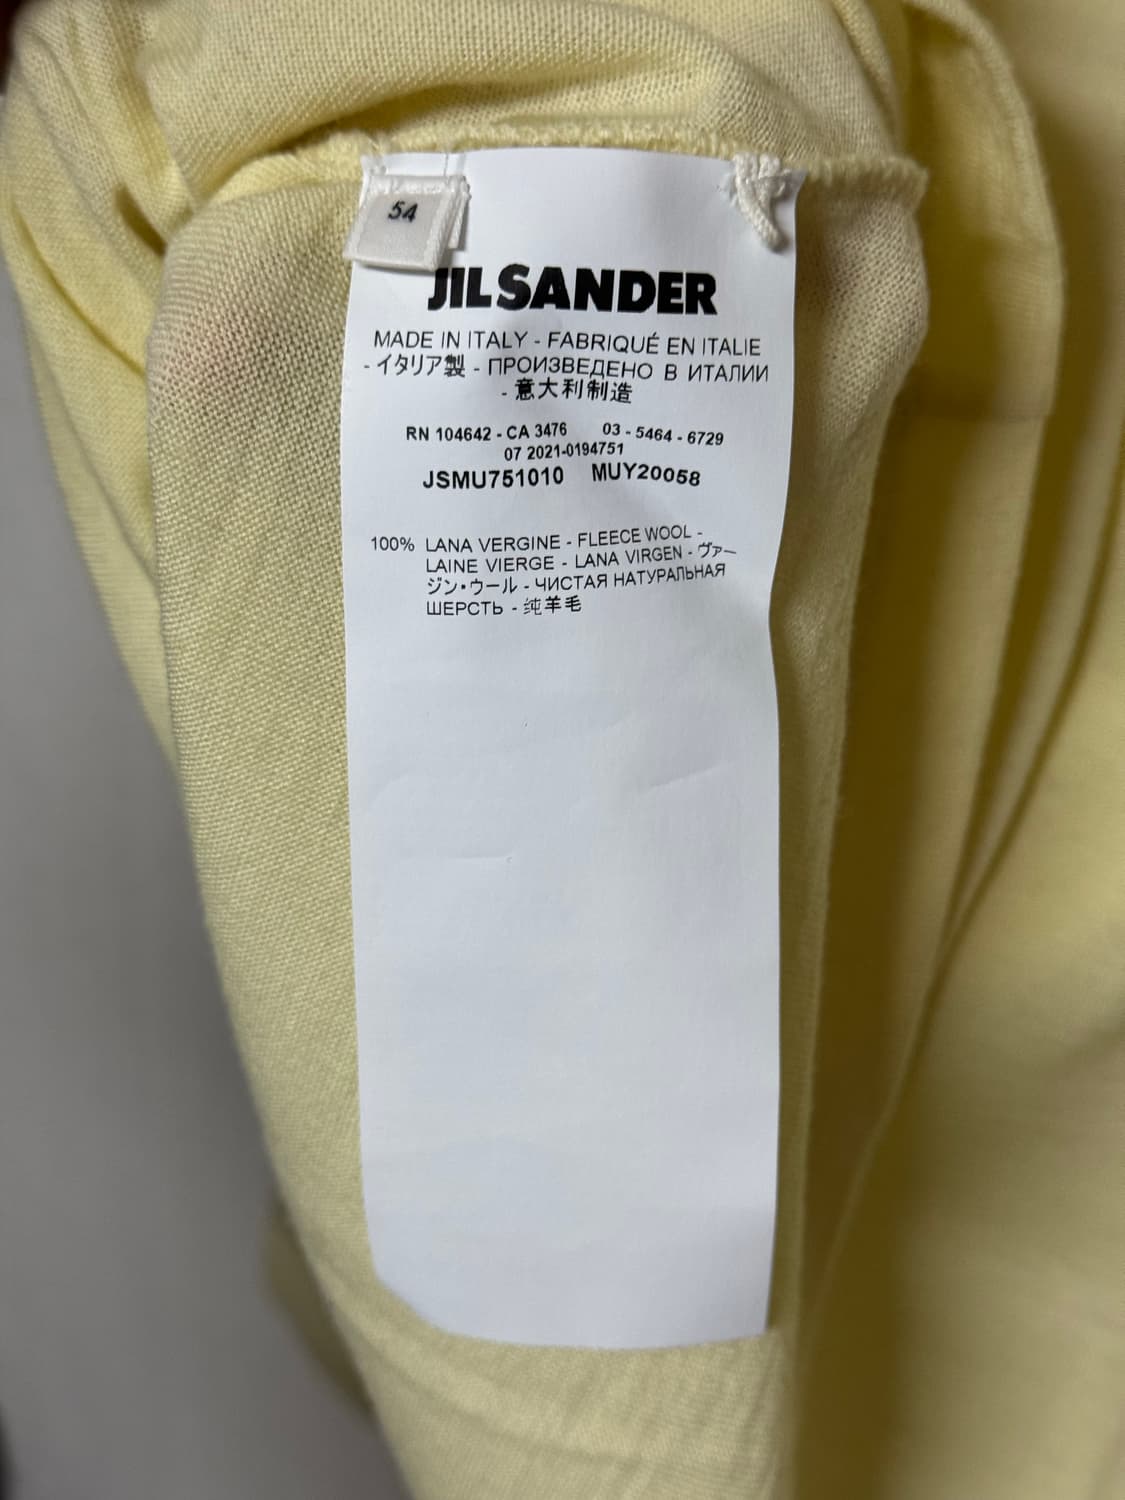 54
JIL SANDER
MADE IN ITALY - FABRIQUÉ EN ITALIE
- イタリア製 - ПРОИЗВЕДЕНО В ИТАЛИИ
- 意大利制造
RN 104642 - CA 3476 03 - 5464 - 6729
07 2021-0194751
JSMU751010 MUY20058
100% LANA VERGINE - FLEECE WOOL -
LAINE VIERGE - LANA VIRGEN - ヴァー
ジン・ウール - ЧИСТАЯ НАТУРАЛЬНАЯ
ШЕРСТЬ - 纯羊毛